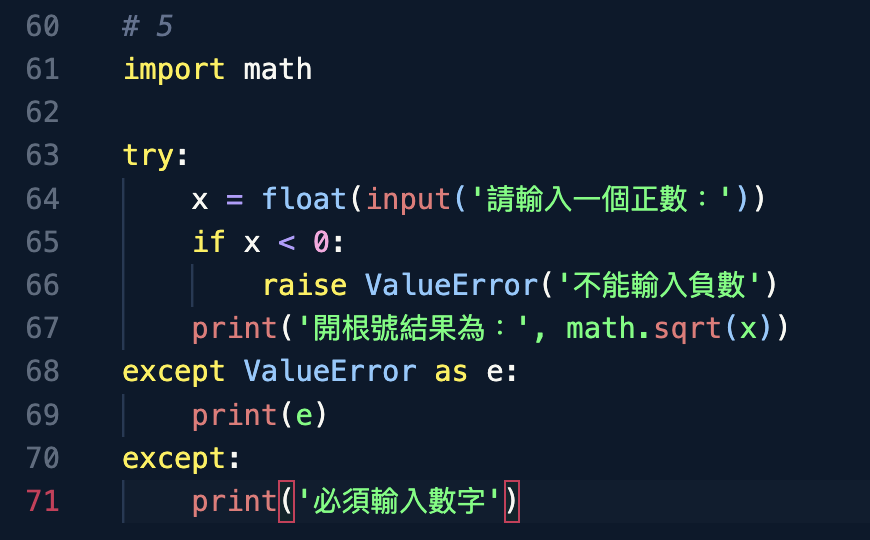 60 # 5
61 import math
62
63 try:
64     x = float(input('請輸入一個正數：'))
65     if x < 0:
66         raise ValueError('不能輸入負數')
67     print('開根號結果為：', math.sqrt(x))
68 except ValueError as e:
69     print(e)
70 except:
71     print('必須輸入數字')